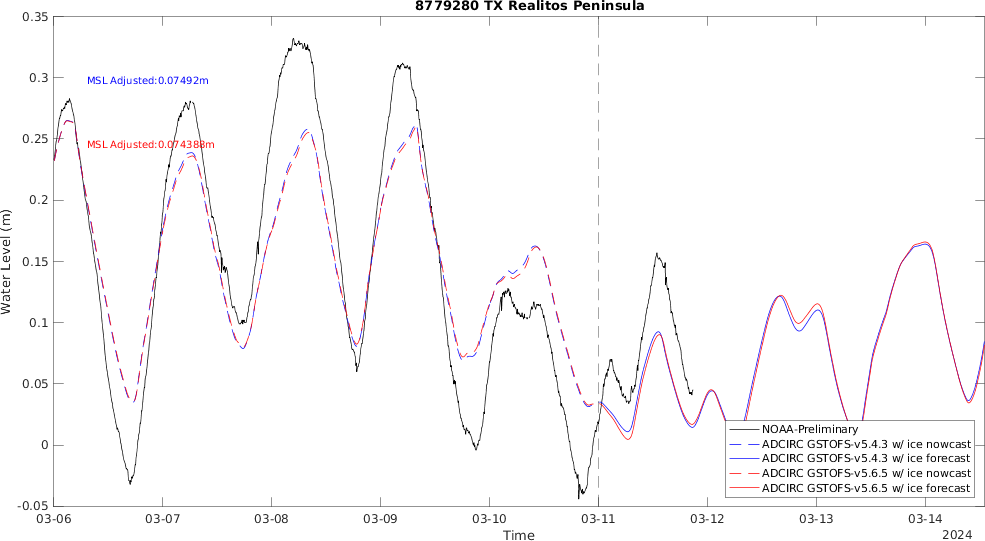 8779280 TX Realitos Peninsula
0.35
0.3
0.25
0.2
0.15
0.1
0.05
0
-0.05
Water Level (m)
MSL Adjusted:0.07492m
MSL Adjusted:0.074388m
NOAA-Preliminary
ADCIRC GSTOFS-v5.4.3 w/ ice nowcast
ADCIRC GSTOFS-v5.4.3 w/ ice forecast
ADCIRC GSTOFS-v5.6.5 w/ ice nowcast
ADCIRC GSTOFS-v5.6.5 w/ ice forecast
03-06 03-07 03-08 03-09 03-10 03-11 03-12 03-13 03-14
Time
2024